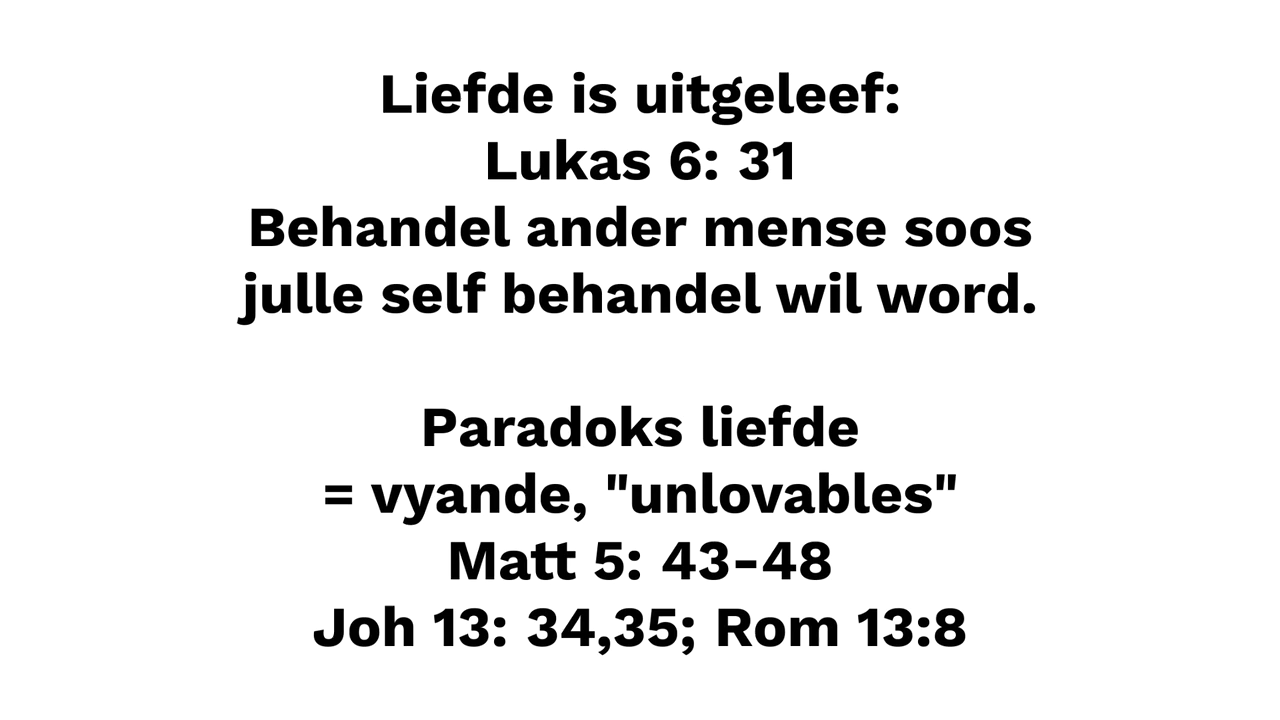 Liefde is uitgeleef:
Lukas 6: 31
Behandel ander mense soos
julle self behandel wil word.
Paradoks liefde
= vyande, "unlovables"
Matt 5: 43-48
Joh 13: 34,35; Rom 13:8